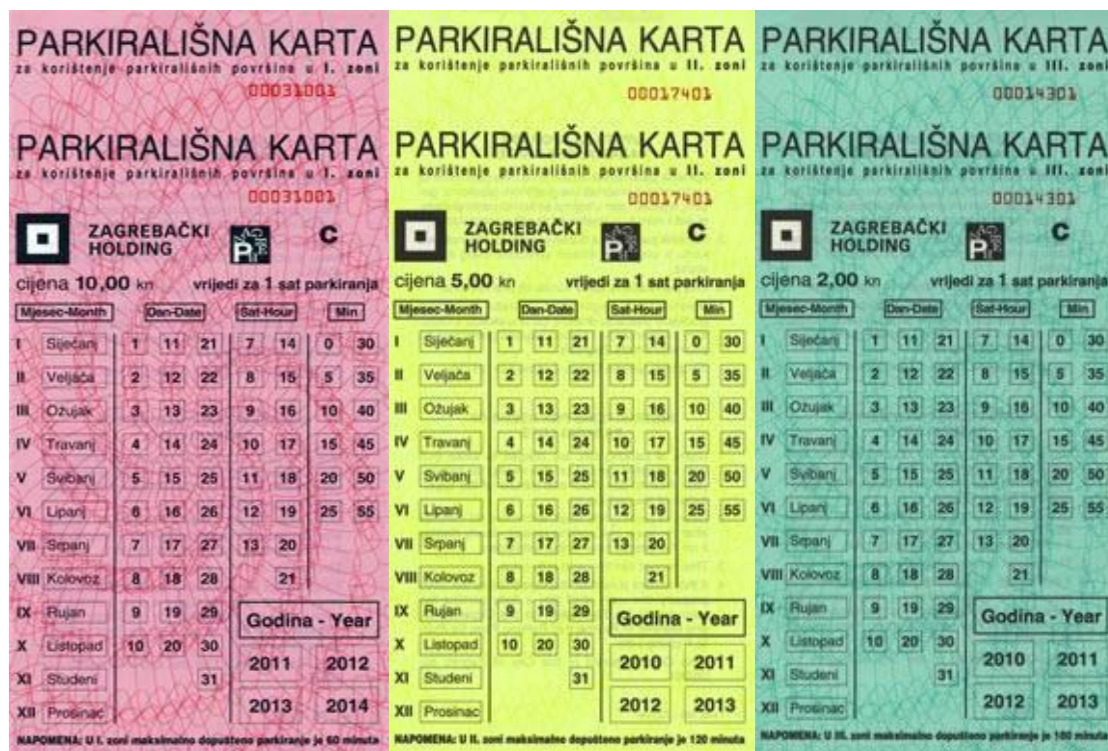 PARKIRALIŠNA KARTA
za korištenje parkirališnih površina u I. zoni
00031001
PARKIRALIŠNA KARTA
za korištenje parkirališnih površina u I. zoni
00031001
ZAGREBAČKI
HOLDING
C
cijena 10,00 kn vrijedi za 1 sat parkiranja
Mjesec-Month Dan-Date Sat-Hour Min
I Siječanj 1 11 21 7 14 0 30
II Veljača 2 12 22 8 15 5 35
III Ožujak 3 13 23 9 16 10 40
IV Travanj 4 14 24 10 17 15 45
V Svibanj 5 15 25 11 18 20 50
VI Lipanj 6 16 26 12 19 25 55
VII Srpanj 7 17 27 13 20
VIII Kolovoz 8 18 28 21
IX Rujan 9 19 29
X Listopad 10 20 30
XI Studeni 31
XII Prosinac
Godina - Year
2011 2012
2013 2014
NAPOMENA: U I. zoni maksimalno dopušteno parkiranje je 60 minuta
PARKIRALIŠNA KARTA
za korištenje parkirališnih površina u II. zoni
00017401
PARKIRALIŠNA KARTA
za korištenje parkirališnih površina u II. zoni
00017401
ZAGREBAČKI
HOLDING
C
cijena 5,00 kn vrijedi za 1 sat parkiranja
Mjesec-Month Dan-Date Sat-Hour Min
I Siječanj 1 11 21 7 14 0 30
II Veljača 2 12 22 8 15 5 35
III Ožujak 3 13 23 9 16 10 40
IV Travanj 4 14 24 10 17 15 45
V Svibanj 5 15 25 11 18 20 50
VI Lipanj 6 16 26 12 19 25 55
VII Srpanj 7 17 27 13 20
VIII Kolovoz 8 18 28 21
IX Rujan 9 19 29
X Listopad 10 20 30
XI Studeni 31
XII Prosinac
Godina - Year
2010 2011
2012 2013
NAPOMENA: U II. zoni maksimalno dopušteno parkiranje je 120 minuta
PARKIRALIŠNA KARTA
za korištenje parkirališnih površina u III. zoni
00014301
PARKIRALIŠNA KARTA
za korištenje parkirališnih površina u III. zoni
00014301
ZAGREBAČKI
HOLDING
C
cijena 2,00 kn vrijedi za 1 sat parkiranja
Mjesec-Month Dan-Date Sat-Hour Min
I Siječanj 1 11 21 7 14 0 30
II Veljača 2 12 22 8 15 5 35
III Ožujak 3 13 23 9 16 10 40
IV Travanj 4 14 24 10 17 15 45
V Svibanj 5 15 25 11 18 20 50
VI Lipanj 6 16 26 12 19 25 55
VII Srpanj 7 17 27 13 20
VIII Kolovoz 8 18 28 21
IX Rujan 9 19 29
X Listopad 10 20 30
XI Studeni 31
XII Prosinac
Godina - Year
2010 2011
2012 2013
NAPOMENA: U III. zoni maksimalno dopušteno parkiranje je 180 minuta